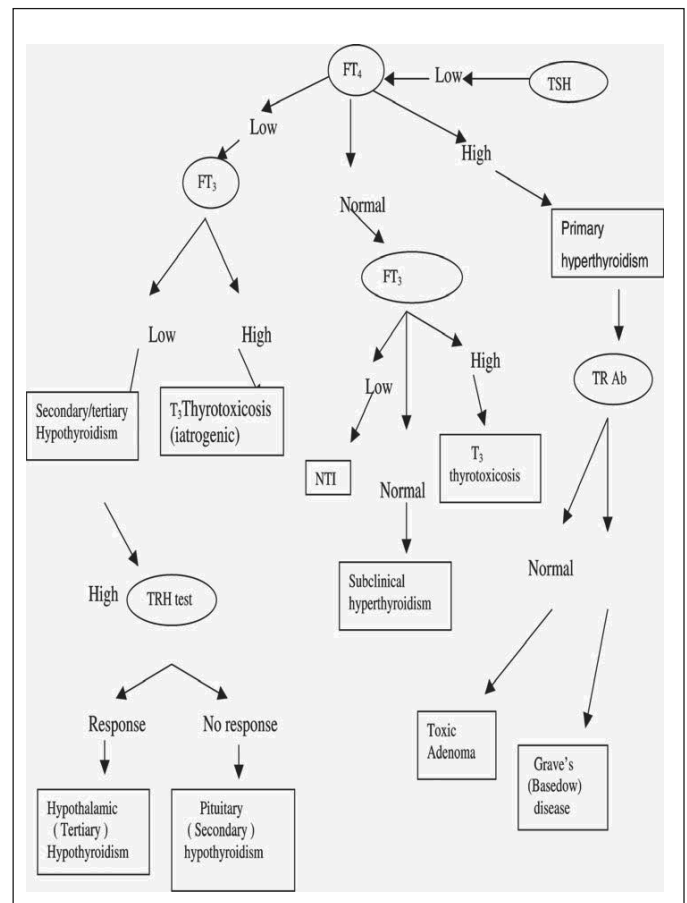 FT₄
Low
TSH
Low
High
FT₃
Normal
Primary
hyperthyroidism
FT₃
Low
High
High
TR Ab
Low
Secondary/tertiary
Hypothyroidism
T₃Thyrotoxicosis
(iatrogenic)
T₃
thyrotoxicosis
NTI
Normal
Normal
Subclinical
hyperthyroidism
High
TRH test
Response
No response
Toxic
Adenoma
Grave's
(Basedow)
disease
Hypothalamic
( Tertiary )
Hypothyroidism
Pituitary
( Secondary )
hypothyroidism